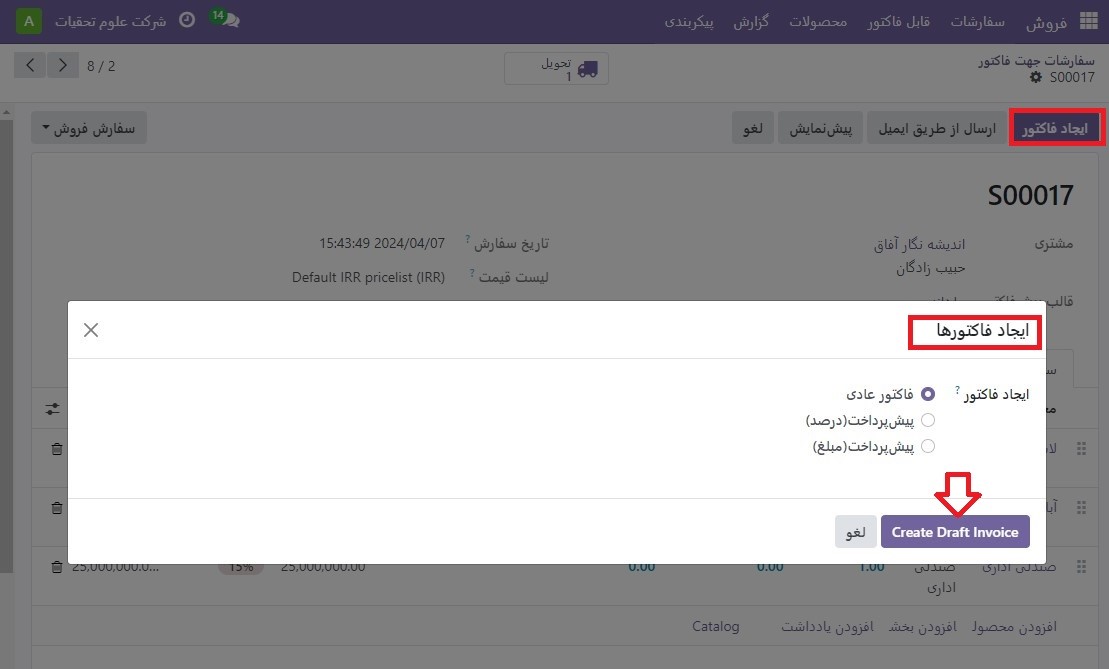 فروش سفارشات قابل فاکتور محصولات گزارش پیکربندی 14 شرکت علوم تحقیات A
سفارشات جهت فاکتور
S00017
تحویل
1
8 / 2
ایجاد فاکتور ارسال از طریق ایمیل پیش‌نمایش لغو سفارش فروش
S00017
مشتری اندیشه نگار آفاق
حبیب زادگان
تاریخ سفارش ? 2024/04/07 15:43:49
لیست قیمت ? Default IRR pricelist (IRR)
ایجاد فاکتورها
ایجاد فاکتور ? فاکتور عادی
پیش‌پرداخت(درصد)
پیش‌پرداخت(مبلغ)
Create Draft Invoice لغو
صندلی اداری صندلی 1.00 0.00 0.00 25,000,000.00 15% 25,000,000.0...
اداری
افزودن محصول افزودن بخش افزودن یادداشت Catalog